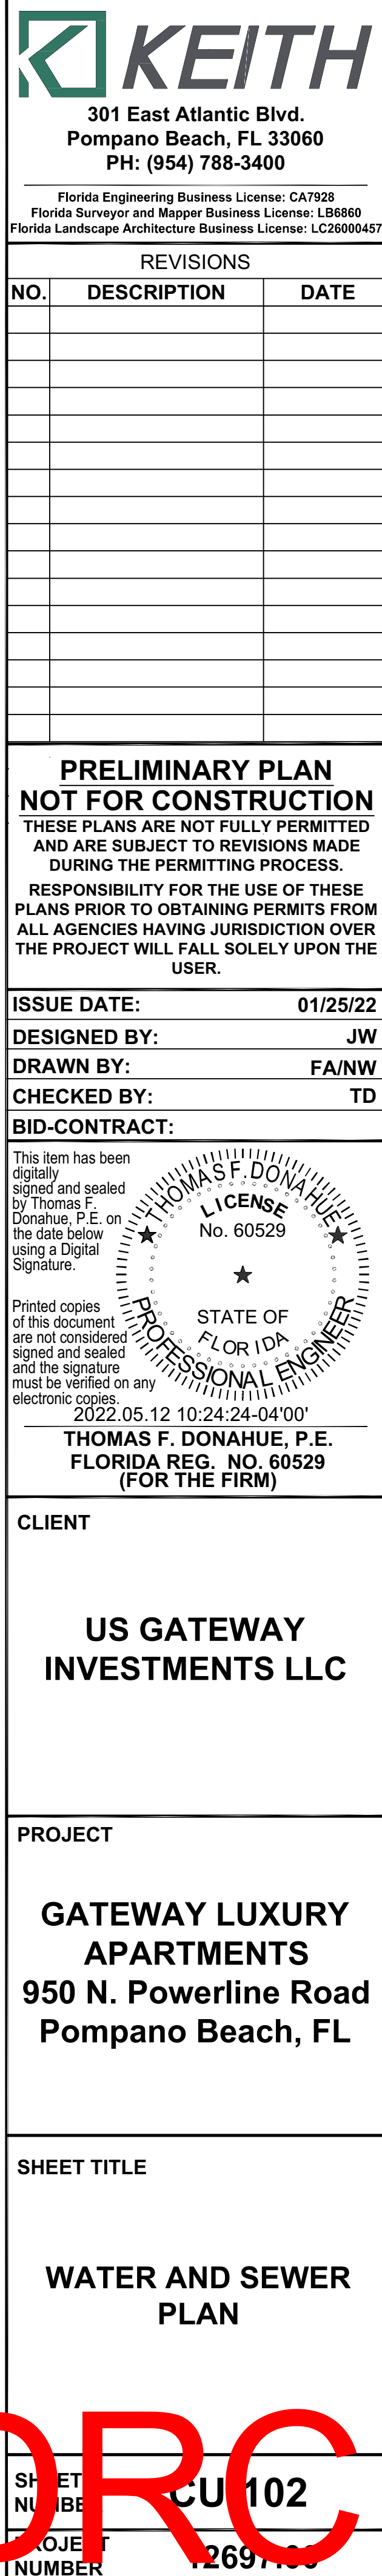 KEITH
301 East Atlantic Blvd.
Pompano Beach, FL 33060
PH: (954) 788-3400
Florida Engineering Business License: CA7928
Florida Surveyor and Mapper Business License: LB6860
Florida Landscape Architecture Business License: LC26000457
REVISIONS
NO. DESCRIPTION DATE
PRELIMINARY PLAN
NOT FOR CONSTRUCTION
THESE PLANS ARE NOT FULLY PERMITTED
AND ARE SUBJECT TO REVISIONS MADE
DURING THE PERMITTING PROCESS.
RESPONSIBILITY FOR THE USE OF THESE
PLANS PRIOR TO OBTAINING PERMITS FROM
ALL AGENCIES HAVING JURISDICTION OVER
THE PROJECT WILL FALL SOLELY UPON THE
USER.
ISSUE DATE: 01/25/22
DESIGNED BY: JW
DRAWN BY: FA/NW
CHECKED BY: TD
BID-CONTRACT:
This item has been
digitally
signed and sealed
by Thomas F.
Donahue, P.E. on
the date below
using a Digital
Signature.
Printed copies
of this document
are not considered
signed and sealed
and the signature
must be verified on any
electronic copies.
THOMAS F. DONAHUE
LICENSE
No. 60529
STATE OF
FLORIDA
PROFESSIONAL ENGINEER
2022.05.12 10:24:24-04'00'
THOMAS F. DONAHUE, P.E.
FLORIDA REG. NO. 60529
(FOR THE FIRM)
CLIENT
US GATEWAY
INVESTMENTS LLC
PROJECT
GATEWAY LUXURY
APARTMENTS
950 N. Powerline Road
Pompano Beach, FL
SHEET TITLE
WATER AND SEWER
PLAN
SHEET
NUMBER
CU-102
PROJECT
NUMBER
DRC